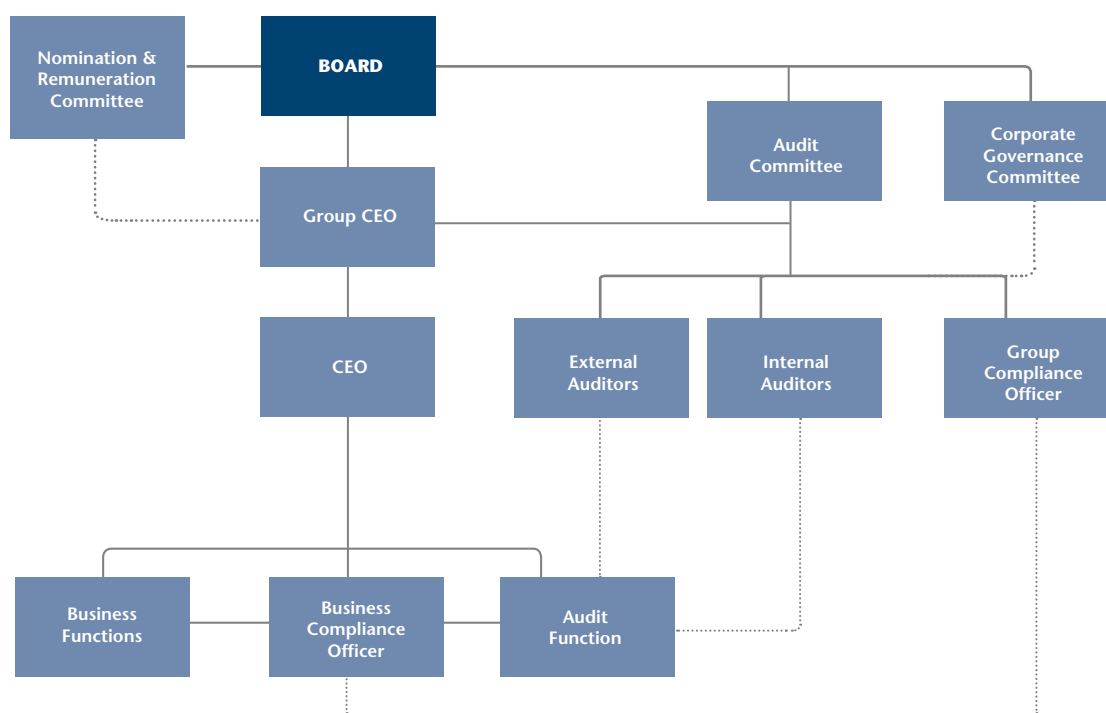 Nomination &
Remuneration
Committee
BOARD
Audit
Committee
Corporate
Governance
Committee
Group CEO
CEO
External
Auditors
Internal
Auditors
Group
Compliance
Officer
Business
Functions
Business
Compliance
Officer
Audit
Function